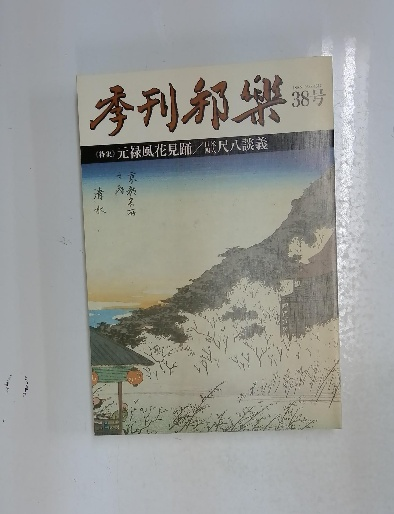 季刊邦樂
38号
〈特集〉元禄風花見踊／尺八談義
京都名所
之内
清水